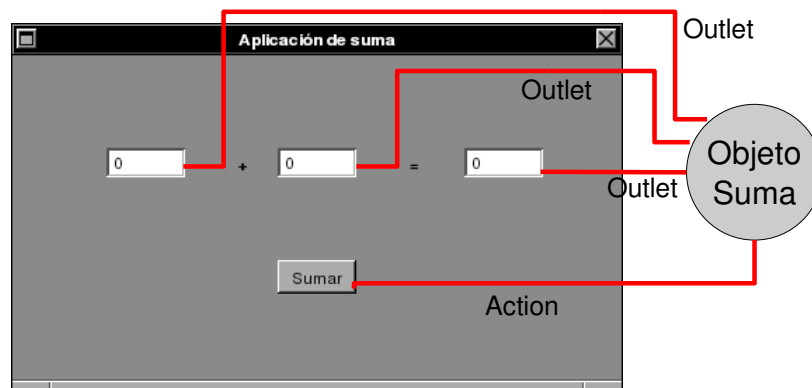 Aplicación de suma
Outlet
Outlet
0 + 0 = 0
Outlet
Objeto
Suma
Sumar
Action